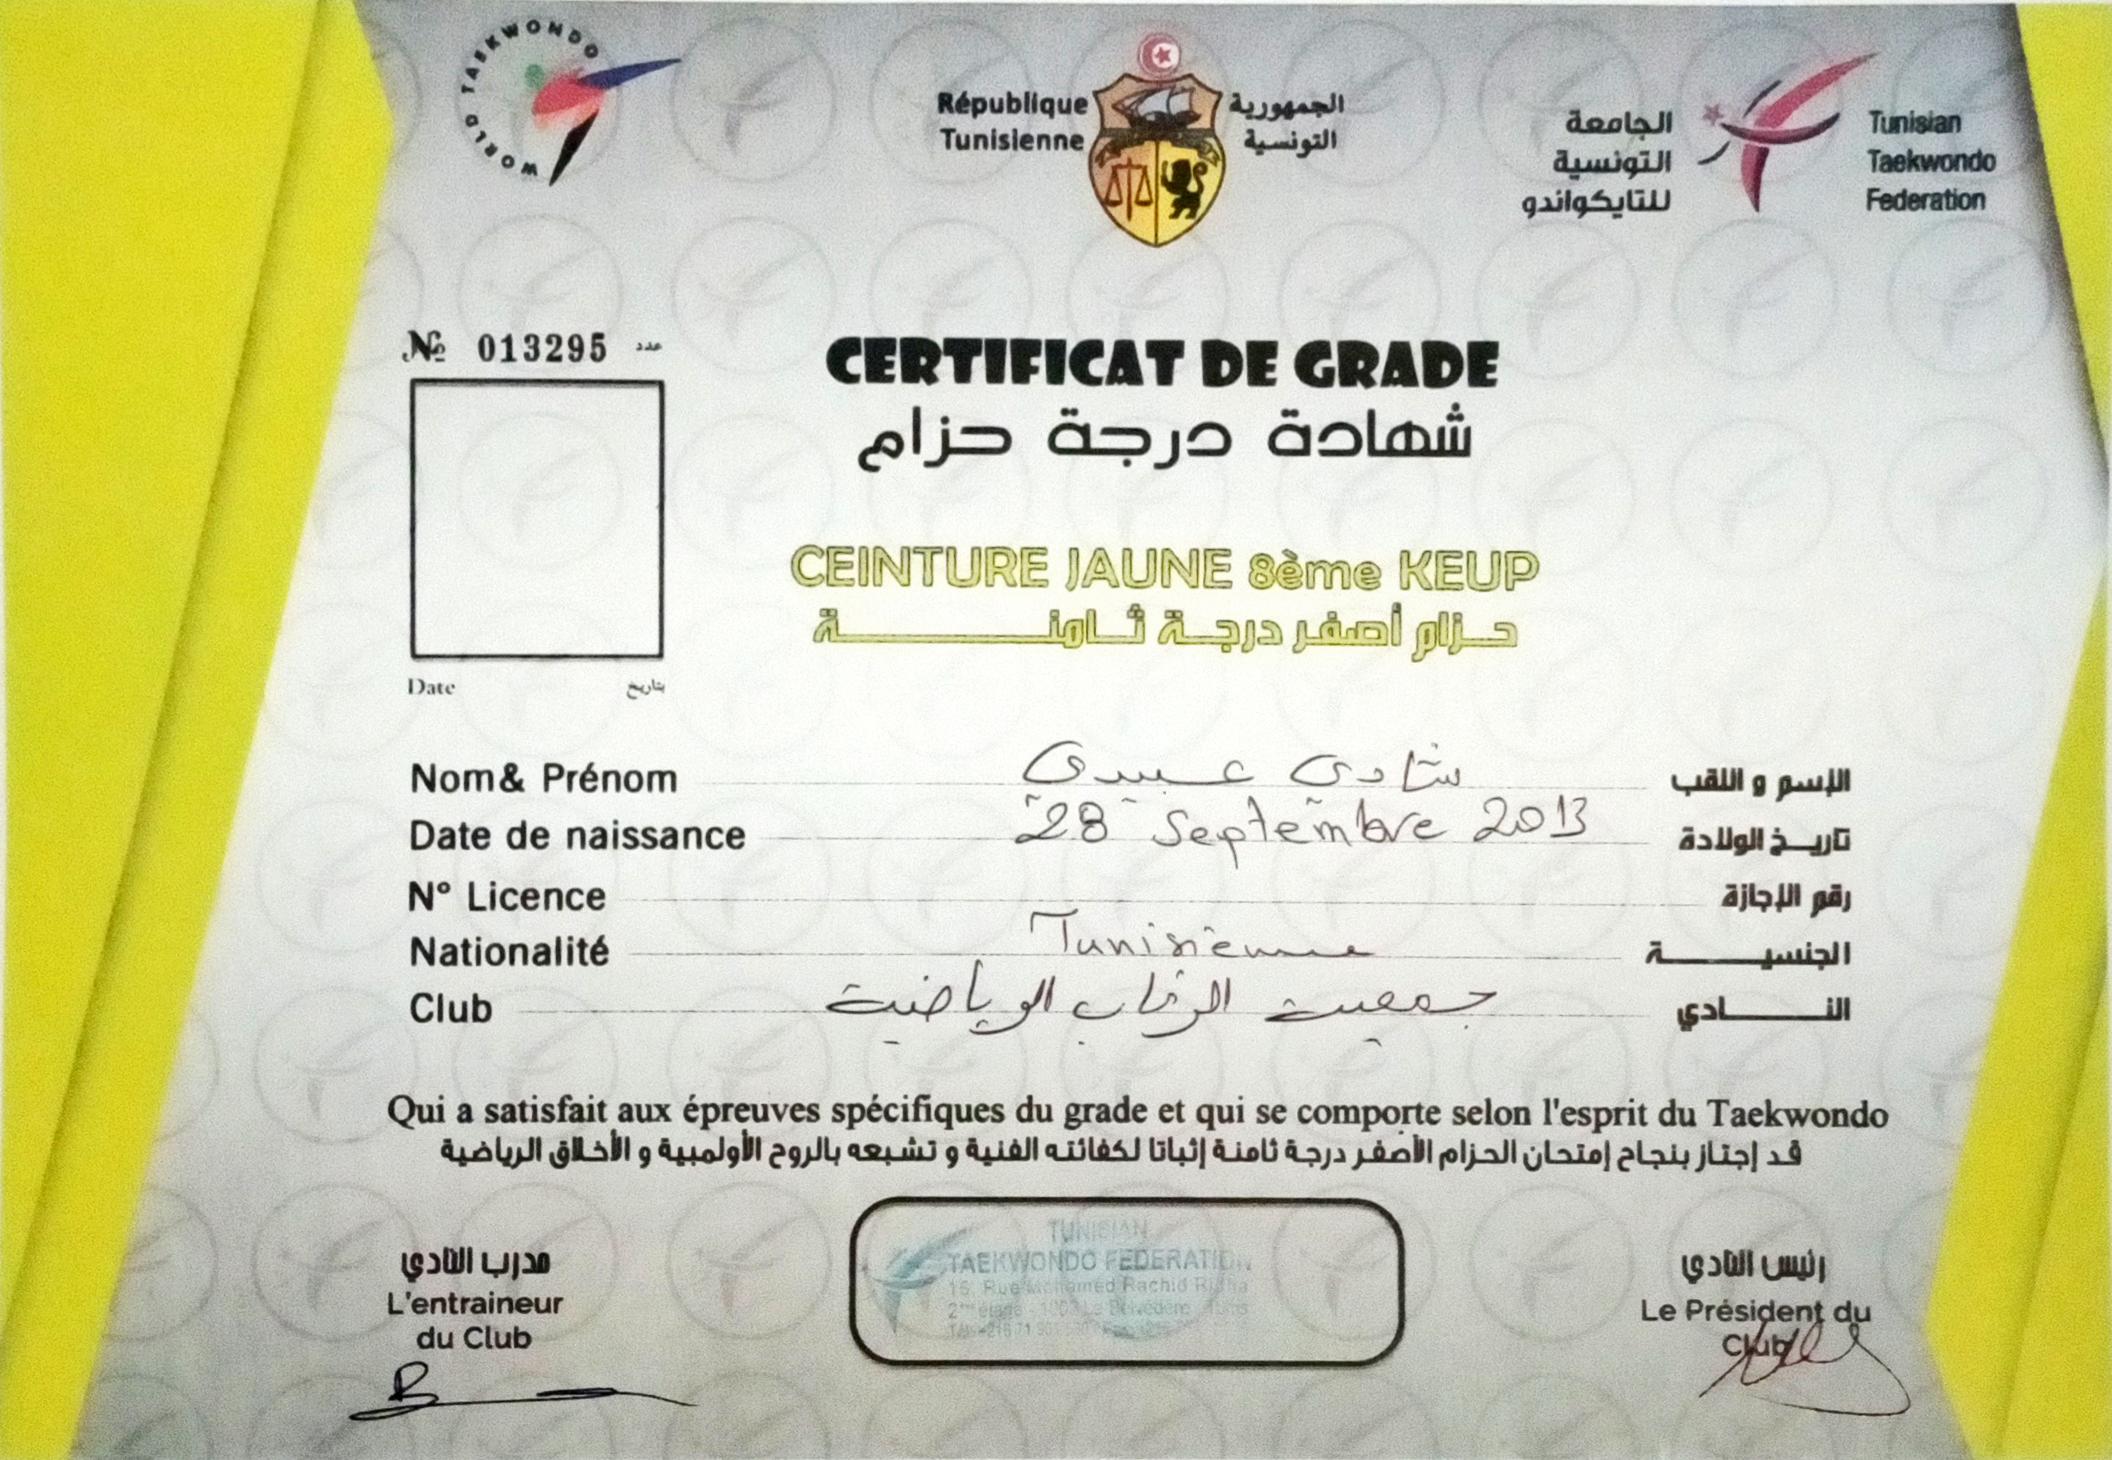 WORLD TAEKWONDO
République
Tunisienne
الجمهورية
التونسية
الجامعة
التونسية
للتايكواندو
Tunisian
Taekwondo
Federation
№ 013295 عدد
CERTIFICAT DE GRADE
شهادة درجة حزام
CEINTURE JAUNE 8ème KEUP
حزام أصفر درجة ثامنة
Date بتاريخ
Nom& Prénom شادي عبيدي الإسم و اللقب
Date de naissance 28 Septembre 2013 تاريخ الولادة
N° Licence رقم الإجازة
Nationalité Tunisienne الجنسية
Club جمعية الرياضية النادي
Qui a satisfait aux épreuves spécifiques du grade et qui se comporte selon l'esprit du Taekwondo
قد إجتاز بنجاح إمتحان الحزام الأصفر درجة ثامنة إثباتا لكفائته الفنية و تشبعه بالروح الأولمبية و الأخلاق الرياضية
مدرب النادي
L'entraineur
du Club
TUNISIAN
TAEKWONDO FEDERATION
Rue Mohamed Rachid Ridha
رئيس النادي
Le Président du
Club